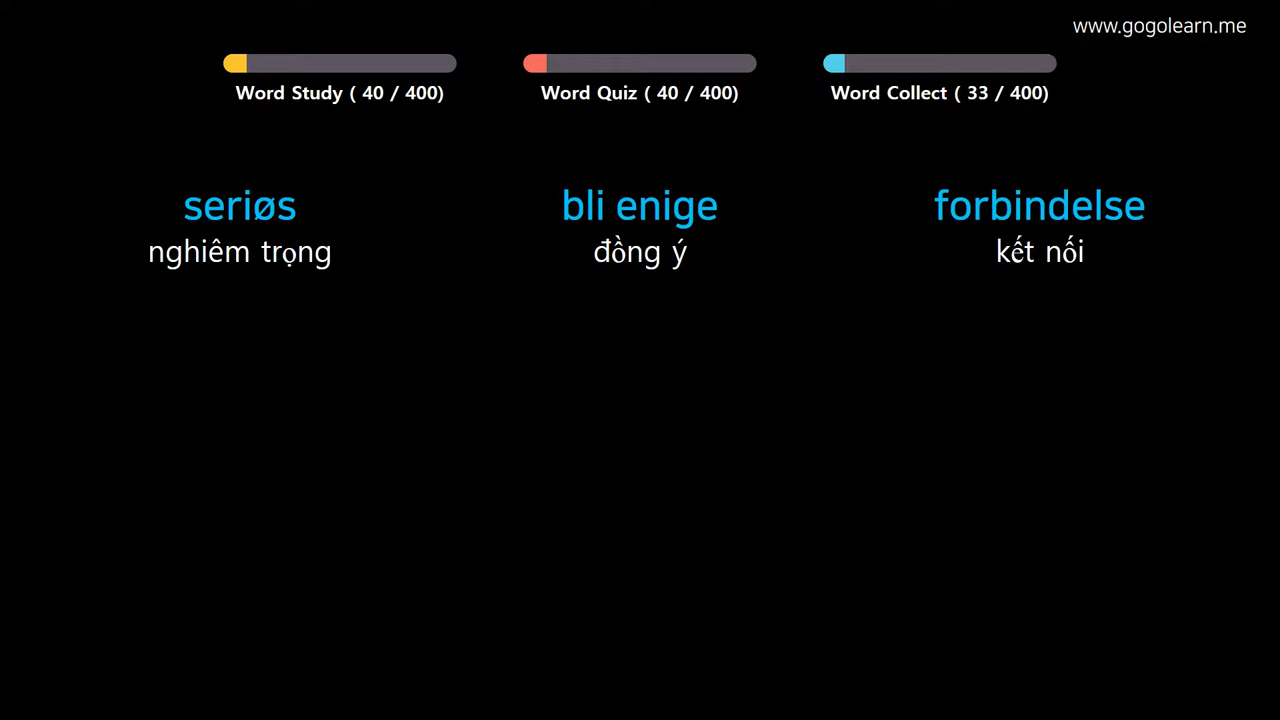 www.gogolearn.me
Word Study ( 40 / 400)
Word Quiz ( 40 / 400)
Word Collect ( 33 / 400)
seriøs
nghiêm trọng
bli enige
đồng ý
forbindelse
kết nối